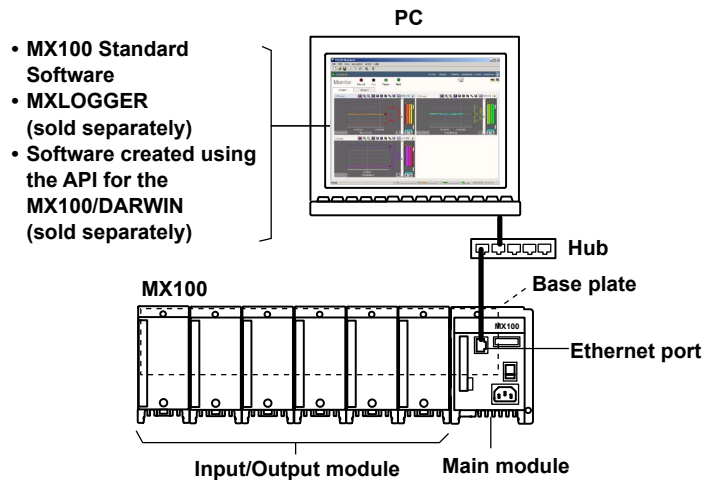 PC
• MX100 Standard
Software
• MXLOGGER
(sold separately)
• Software created using
the API for the
MX100/DARWIN
(sold separately)
Monitor
Hub
Base plate
MX100
MX100
Ethernet port
Input/Output module
Main module